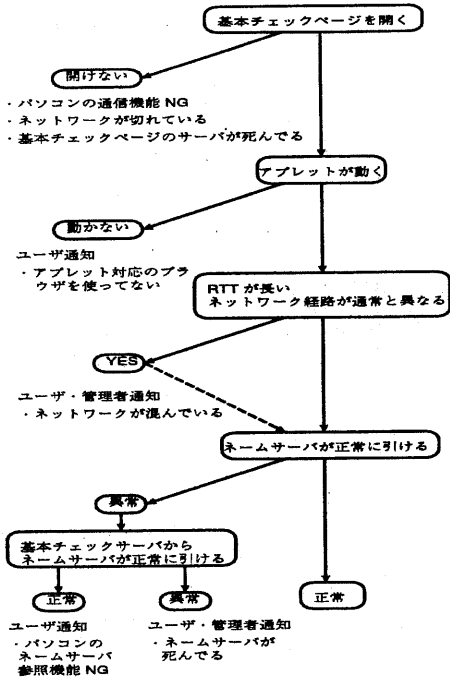 基本チェックページを開く
開けない
・パソコンの通信機能 NG
・ネットワークが切れている
・基本チェックページのサーバが死んでる
アプレットが動く
動かない
ユーザ通知
・アプレット対応のブラ
ウザを使ってない
RTT が長い
ネットワーク経路が通常と異なる
YES
ユーザ・管理者通知
・ネットワークが混んでいる
ネームサーバが正常に引ける
異常
基本チェックサーバから
ネームサーバが正常に引ける
正常
異常
正常
ユーザ通知
・パソコンの
ネームサーバ
参照機能 NG
ユーザ・管理者通知
・ネームサーバが
死んでる